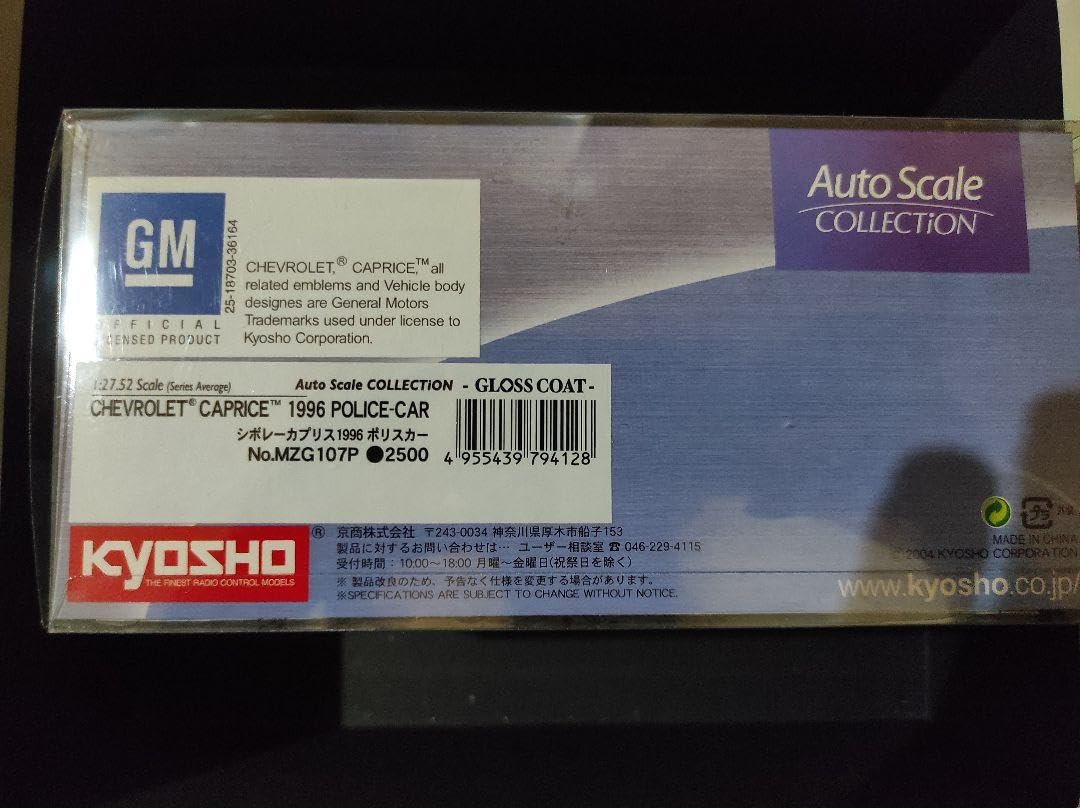 GM
OFFICIAL
LICENSED PRODUCT
25-18703-36164
CHEVROLET,® CAPRICE,™ all
related emblems and Vehicle body
designes are General Motors
Trademarks used under license to
Kyosho Corporation.
Auto Scale
COLLECTiON
1:27.52 Scale (Series Average) Auto Scale COLLECTiON - GLOSS COAT -
CHEVROLET® CAPRICE™ 1996 POLICE-CAR
シボレーカプリス1996 ポリスカー
No.MZG107P ●2500
4 955439 794128
KYOSHO ®
THE FINEST RADIO CONTROL MODELS
京商株式会社 〒243-0034 神奈川県厚木市船子153
製品に対するお問い合わせは… ユーザー相談室 ☎ 046-229-4115
受付時間：10:00〜18:00 月曜〜金曜日(祝祭日を除く)
※ 製品改良のため、予告なく仕様を変更する場合があります。
※SPECIFICATIONS ARE SUBJECT TO CHANGE WITHOUT NOTICE.
MADE IN CHINA
© 2004 KYOSHO CORPORATION
www.kyosho.co.jp/